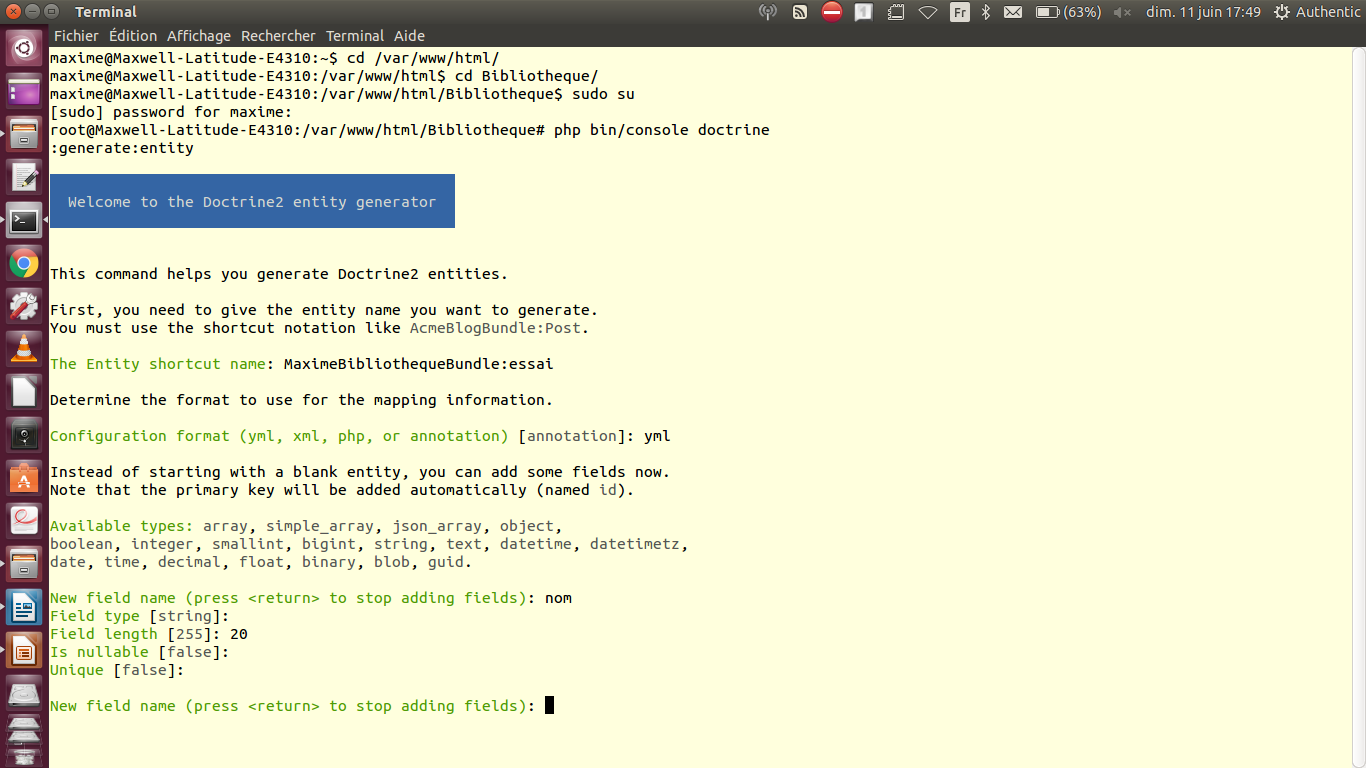 Terminal
Fr
(63%)
dim. 11 juin 17:49
Authentic
Fichier Édition Affichage Rechercher Terminal Aide
maxime@Maxwell-Latitude-E4310:~$ cd /var/www/html/
maxime@Maxwell-Latitude-E4310:/var/www/html$ cd Bibliotheque/
maxime@Maxwell-Latitude-E4310:/var/www/html/Bibliotheque$ sudo su
[sudo] password for maxime:
root@Maxwell-Latitude-E4310:/var/www/html/Bibliotheque# php bin/console doctrine
:generate:entity
Welcome to the Doctrine2 entity generator
This command helps you generate Doctrine2 entities.
First, you need to give the entity name you want to generate.
You must use the shortcut notation like AcmeBlogBundle:Post.
The Entity shortcut name: MaximeBibliothequeBundle:essai
Determine the format to use for the mapping information.
Configuration format (yml, xml, php, or annotation) [annotation]: yml
Instead of starting with a blank entity, you can add some fields now.
Note that the primary key will be added automatically (named id).
Available types: array, simple_array, json_array, object,
boolean, integer, smallint, bigint, string, text, datetime, datetimetz,
date, time, decimal, float, binary, blob, guid.
New field name (press <return> to stop adding fields): nom
Field type [string]:
Field length [255]: 20
Is nullable [false]:
Unique [false]:
New field name (press <return> to stop adding fields):